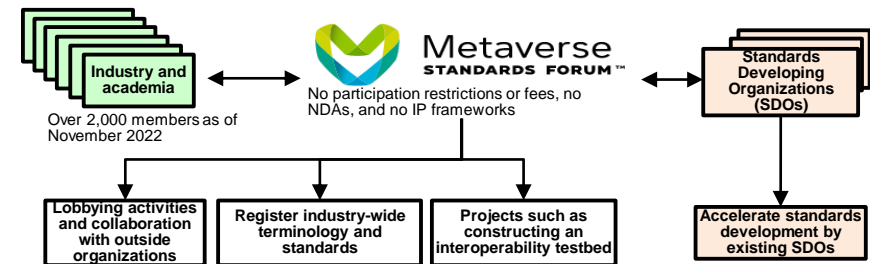 Industry and
academia
Over 2,000 members as of
November 2022
Metaverse
STANDARDS FORUM™
No participation restrictions or fees, no
NDAs, and no IP frameworks
Standards
Developing
Organizations
(SDOs)
Lobbying activities
and collaboration
with outside
organizations
Register industry-wide
terminology and
standards
Projects such as
constructing an
interoperability testbed
Accelerate standards
development by
existing SDOs